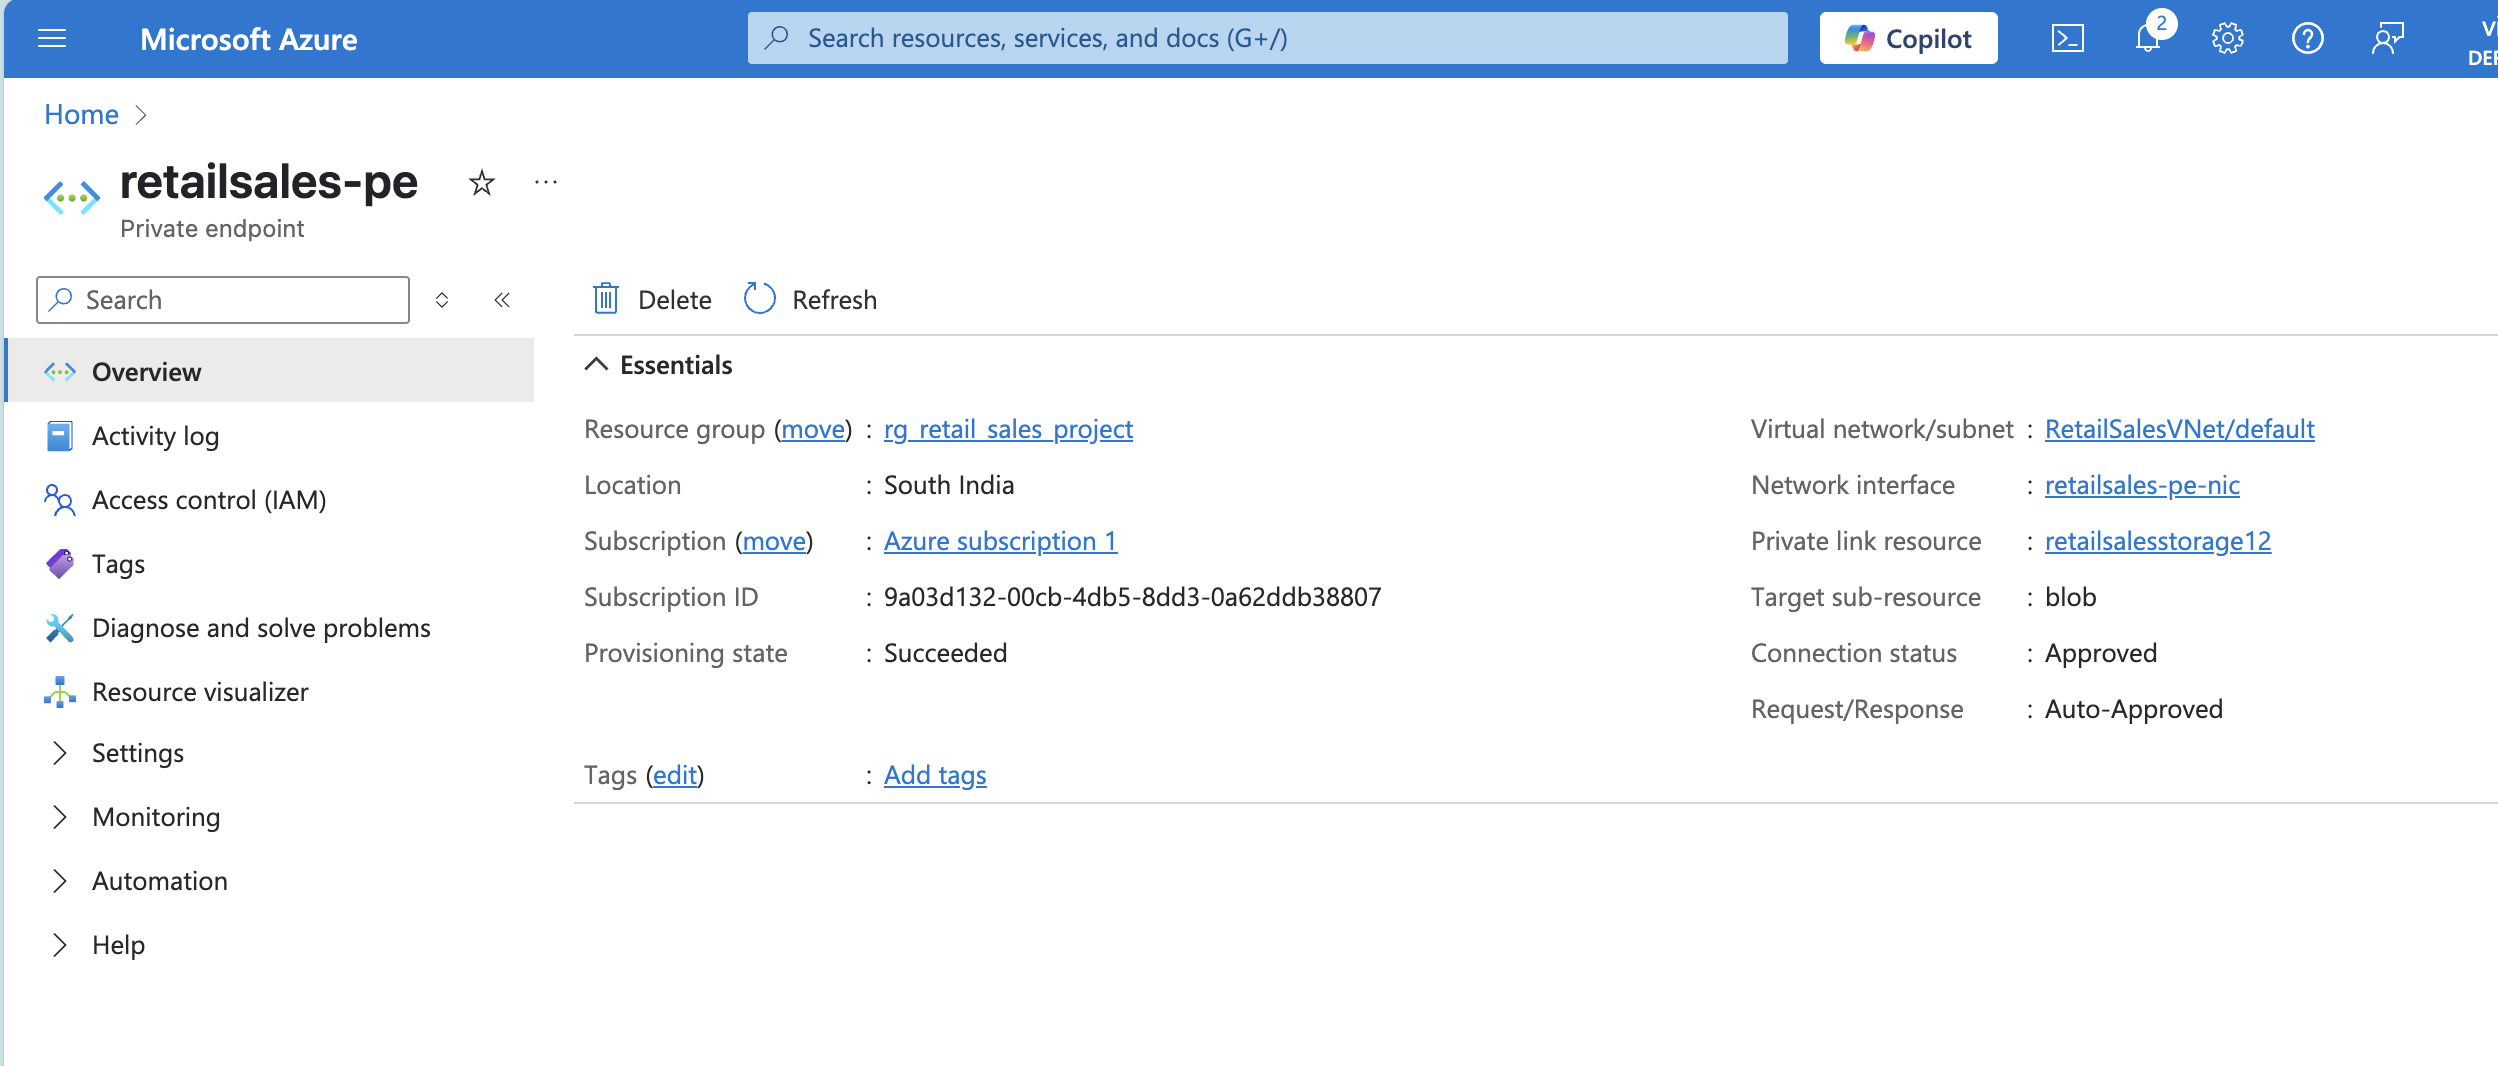 Microsoft Azure
Search resources, services, and docs (G+/)
Copilot
2
Home
retailsales-pe
Private endpoint
Search
Delete
Refresh
Overview
Activity log
Access control (IAM)
Tags
Diagnose and solve problems
Resource visualizer
Settings
Monitoring
Automation
Help
Essentials
Resource group (move) : rg_retail_sales_project
Location : South India
Subscription (move) : Azure subscription 1
Subscription ID : 9a03d132-00cb-4db5-8dd3-0a62ddb38807
Provisioning state : Succeeded
Virtual network/subnet : RetailSalesVNet/default
Network interface : retailsales-pe-nic
Private link resource : retailsalesstorage12
Target sub-resource : blob
Connection status : Approved
Request/Response : Auto-Approved
Tags (edit) : Add tags